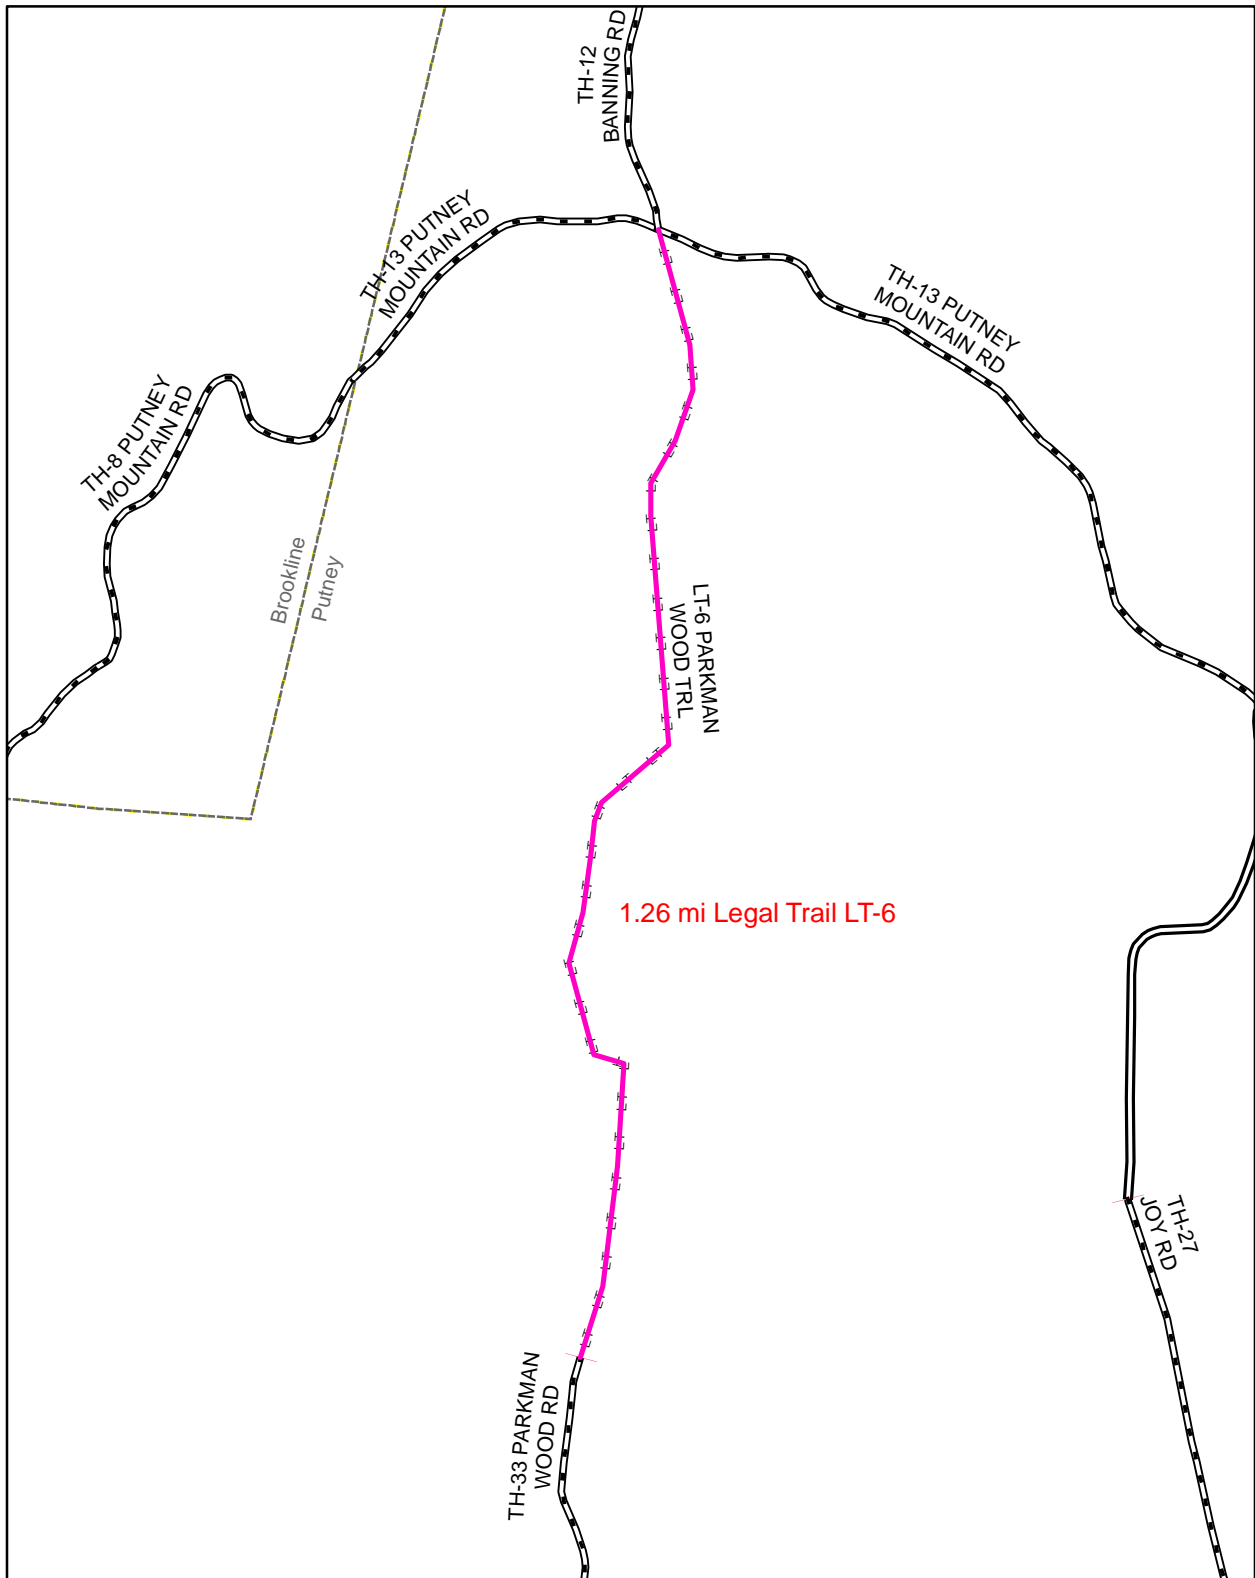 TH-12
BANNING RD
TH-13 PUTNEY
MOUNTAIN RD
TH-13 PUTNEY
MOUNTAIN RD
TH-8 PUTNEY
MOUNTAIN RD
Brookline
Putney
LT-6 PARKMAN
WOOD TRL
1.26 mi Legal Trail LT-6
TH-27
JOY RD
TH-33 PARKMAN
WOOD RD